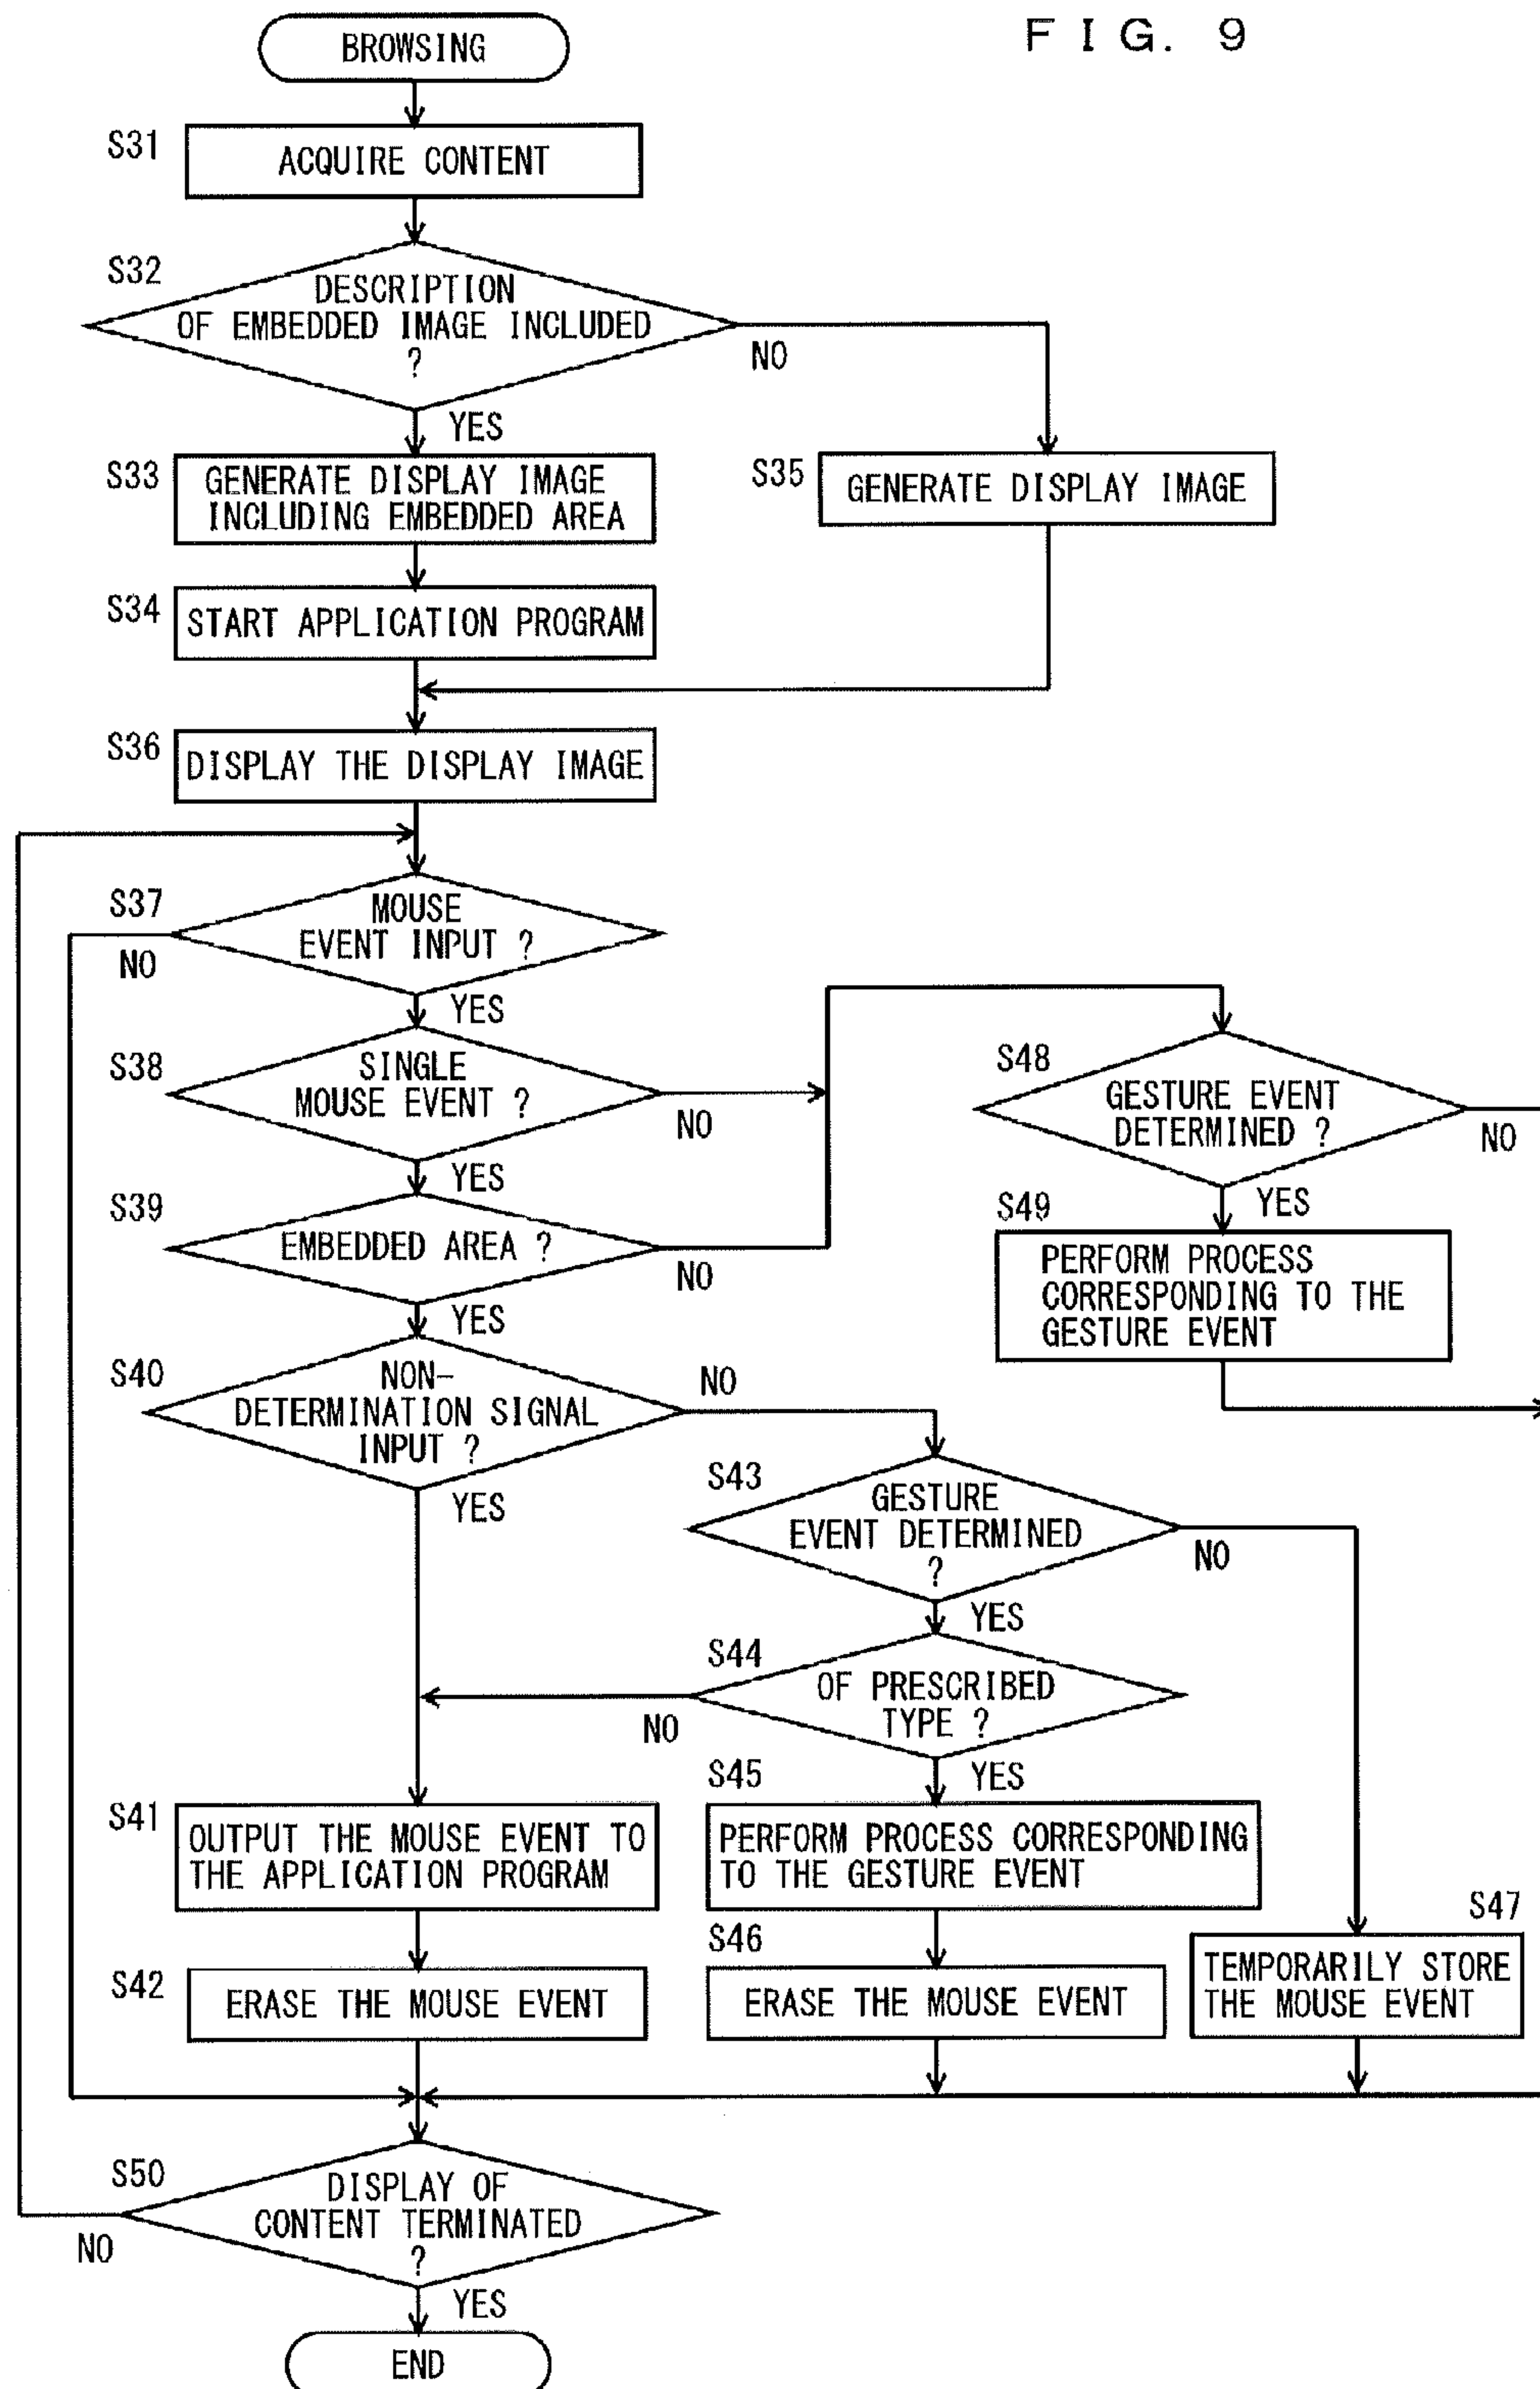 FIG. 9
BROWSING
S31
ACQUIRE CONTENT
S32
DESCRIPTION
OF EMBEDDED IMAGE INCLUDED
?
NO
YES
S33
GENERATE DISPLAY IMAGE
INCLUDING EMBEDDED AREA
S35
GENERATE DISPLAY IMAGE
S34
START APPLICATION PROGRAM
S36
DISPLAY THE DISPLAY IMAGE
S37
MOUSE
EVENT INPUT ?
NO
YES
S38
SINGLE
MOUSE EVENT ?
NO
YES
S48
GESTURE EVENT
DETERMINED ?
NO
YES
S39
EMBEDDED AREA ?
NO
YES
S49
PERFORM PROCESS
CORRESPONDING TO THE
GESTURE EVENT
S40
NON-
DETERMINATION SIGNAL
INPUT ?
NO
YES
S43
GESTURE
EVENT DETERMINED
?
NO
YES
S44
OF PRESCRIBED
TYPE ?
NO
YES
S41
OUTPUT THE MOUSE EVENT TO
THE APPLICATION PROGRAM
S45
PERFORM PROCESS CORRESPONDING
TO THE GESTURE EVENT
S42
ERASE THE MOUSE EVENT
S46
ERASE THE MOUSE EVENT
S47
TEMPORARILY STORE
THE MOUSE EVENT
S50
DISPLAY OF
CONTENT TERMINATED
?
NO
YES
END